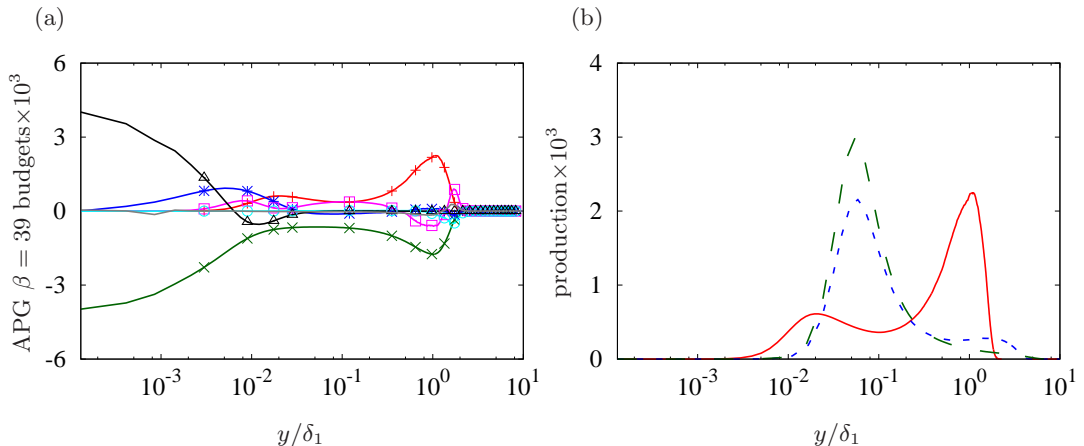 (a)
APG β = 39 budgets×10³
6
3
0
-3
-6
10⁻³ 10⁻² 10⁻¹ 10⁰ 10¹
y/δ₁
(b)
production×10³
4
3
2
1
0
10⁻³ 10⁻² 10⁻¹ 10⁰ 10¹
y/δ₁